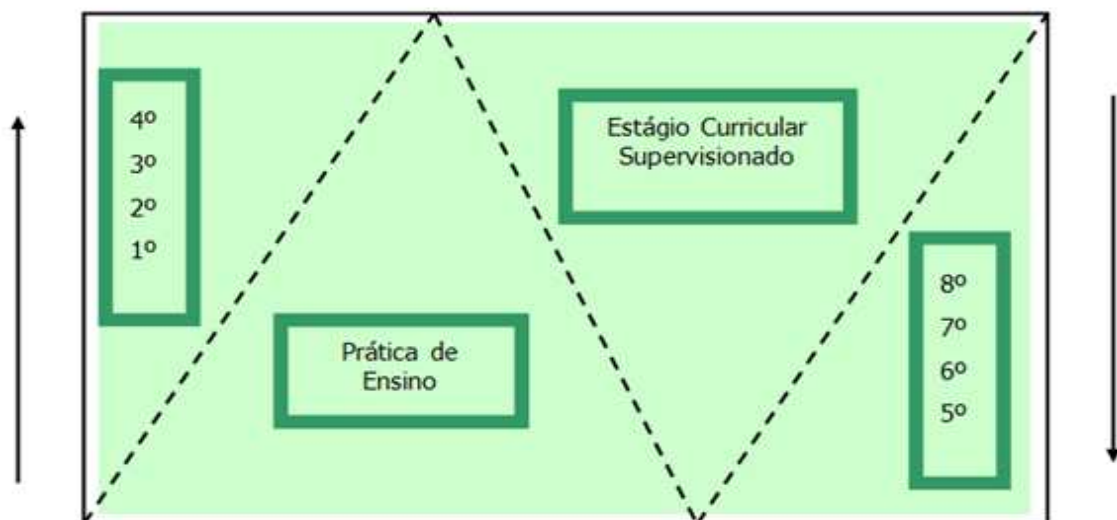 4º
3º
2º
1º
Estágio Curricular
Supervisionado
Prática de
Ensino
8º
7º
6º
5º